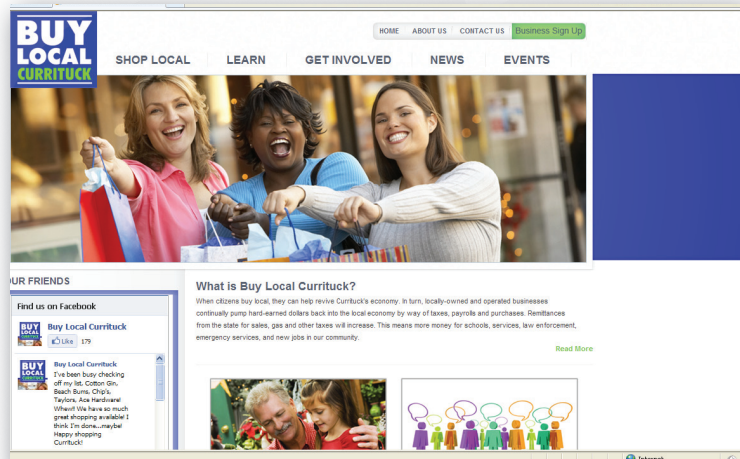 BUY
LOCAL
CURRITUCK
HOME ABOUT US CONTACT US Business Sign Up
SHOP LOCAL LEARN GET INVOLVED NEWS EVENTS
OUR FRIENDS
Find us on Facebook
BUY
LOCAL
CURRITUCK
Buy Local Currituck
Like 179
BUY
LOCAL
CURRITUCK
Buy Local Currituck
I've been busy checking
off my list, Cotton Gin,
Beach Bums, Chip's,
Taylors, Ace Hardware!
Whew!! We have so much
great shopping available! I
think I'm done...maybe!
Happy shopping
Currituck!
What is Buy Local Currituck?
When citizens buy local, they can help revive Currituck's economy. In turn, locally-owned and operated businesses
continually pump hard-earned dollars back into the local economy by way of taxes, payrolls and purchases. Remittances
from the state for sales, gas and other taxes will increase. This means more money for schools, services, law enforcement,
emergency services, and new jobs in our community.
Read More
Internet